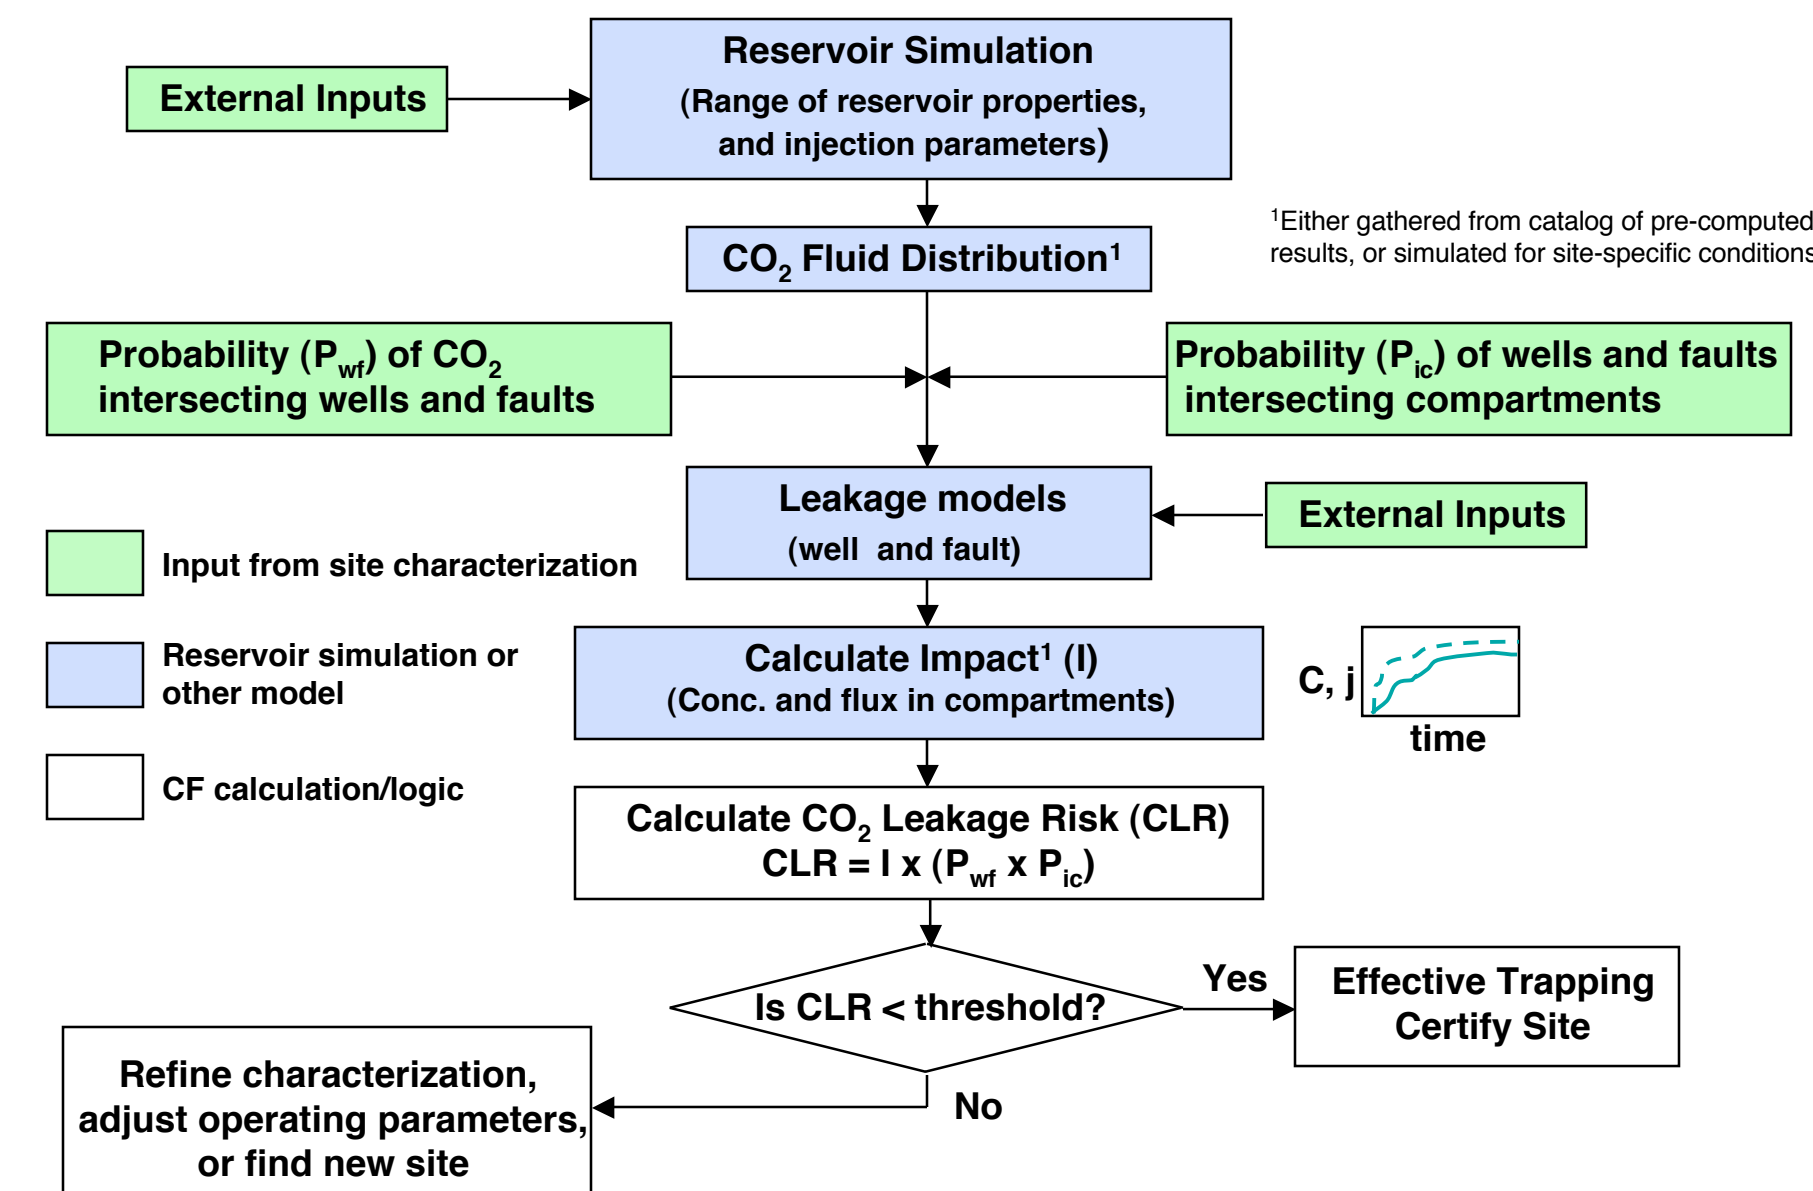 Reservoir Simulation
(Range of reservoir properties,
and injection parameters)
External Inputs
¹Either gathered from catalog of pre-computed
results, or simulated for site-specific conditions
CO₂ Fluid Distribution¹
Probability (P_wf) of CO₂
intersecting wells and faults
Probability (P_ic) of wells and faults
intersecting compartments
Leakage models
(well and fault)
External Inputs
Input from site characterization
Reservoir simulation or
other model
CF calculation/logic
Calculate Impact¹ (I)
(Conc. and flux in compartments)
C, j
time
Calculate CO₂ Leakage Risk (CLR)
CLR = I x (P_wf x P_ic)
Is CLR < threshold?
Yes
Effective Trapping
Certify Site
No
Refine characterization,
adjust operating parameters,
or find new site